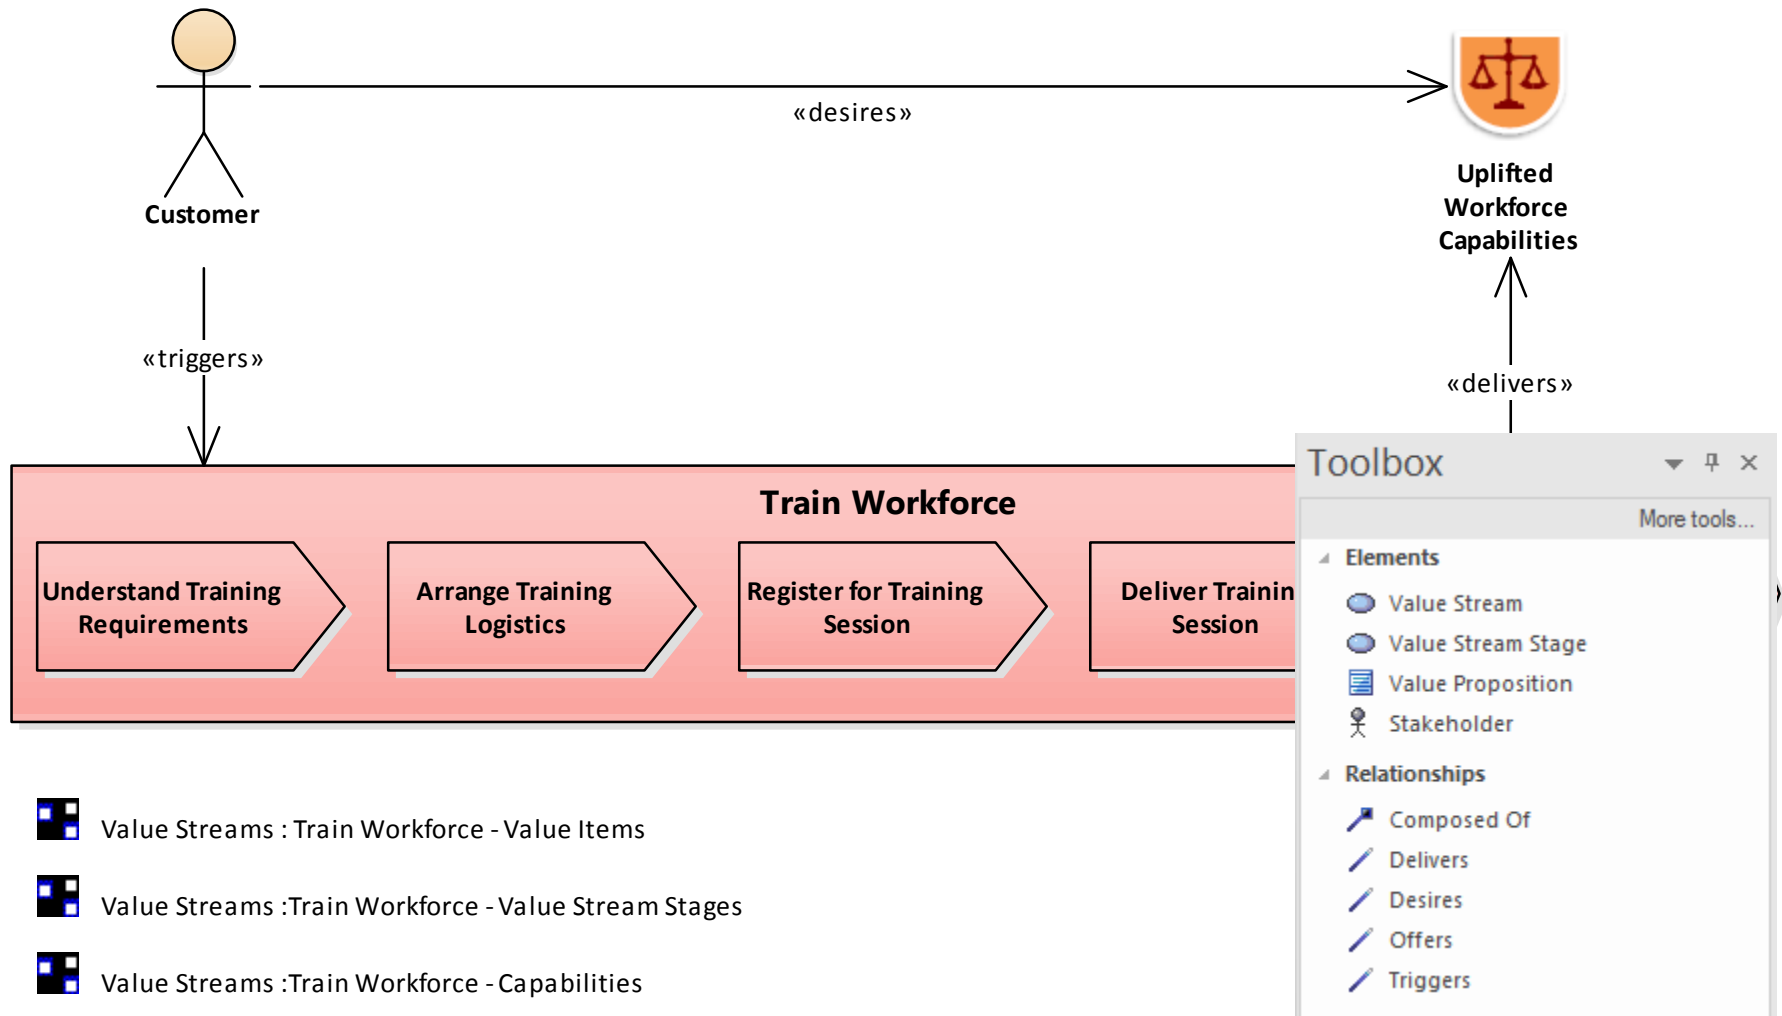 «desires»
Uplifted
Workforce
Capabilities
Customer
«triggers»
«delivers»
Train Workforce
Understand Training
Requirements
Arrange Training
Logistics
Register for Training
Session
Deliver Trainin
Session
Toolbox
More tools...
Elements
Value Stream
Value Stream Stage
Value Proposition
Stakeholder
Relationships
Composed Of
Delivers
Desires
Offers
Triggers
Value Streams : Train Workforce - Value Items
Value Streams :Train Workforce - Value Stream Stages
Value Streams :Train Workforce - Capabilities